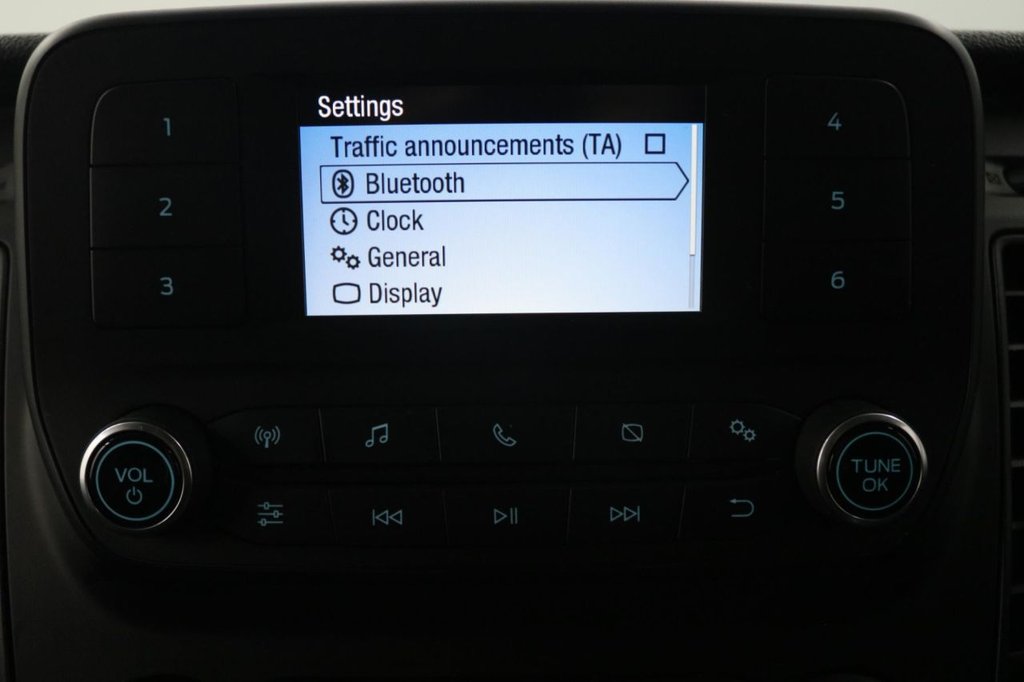 Settings
Traffic announcements (TA)
Bluetooth
Clock
General
Display
1
2
3
4
5
6
VOL
TUNE
OK